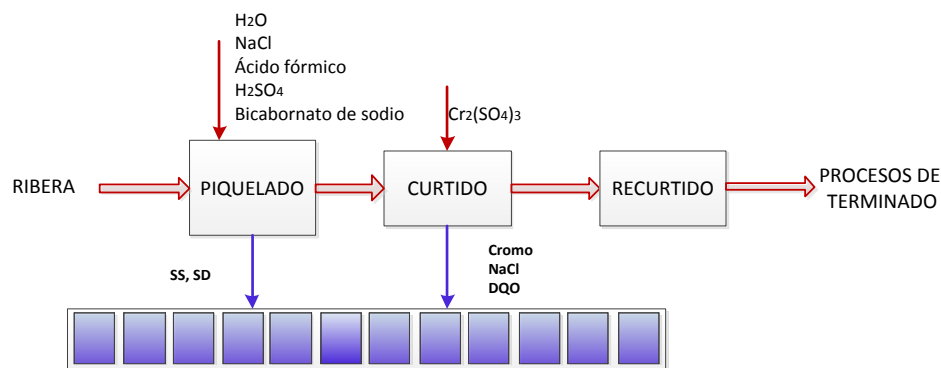 H2O
NaCl
Ácido fórmico
H2SO4
Bicabornato de sodio
Cr2(SO4)3
RIBERA
PIQUELADO
CURTIDO
RECURTIDO
PROCESOS DE
TERMINADO
SS, SD
Cromo
NaCl
DQO